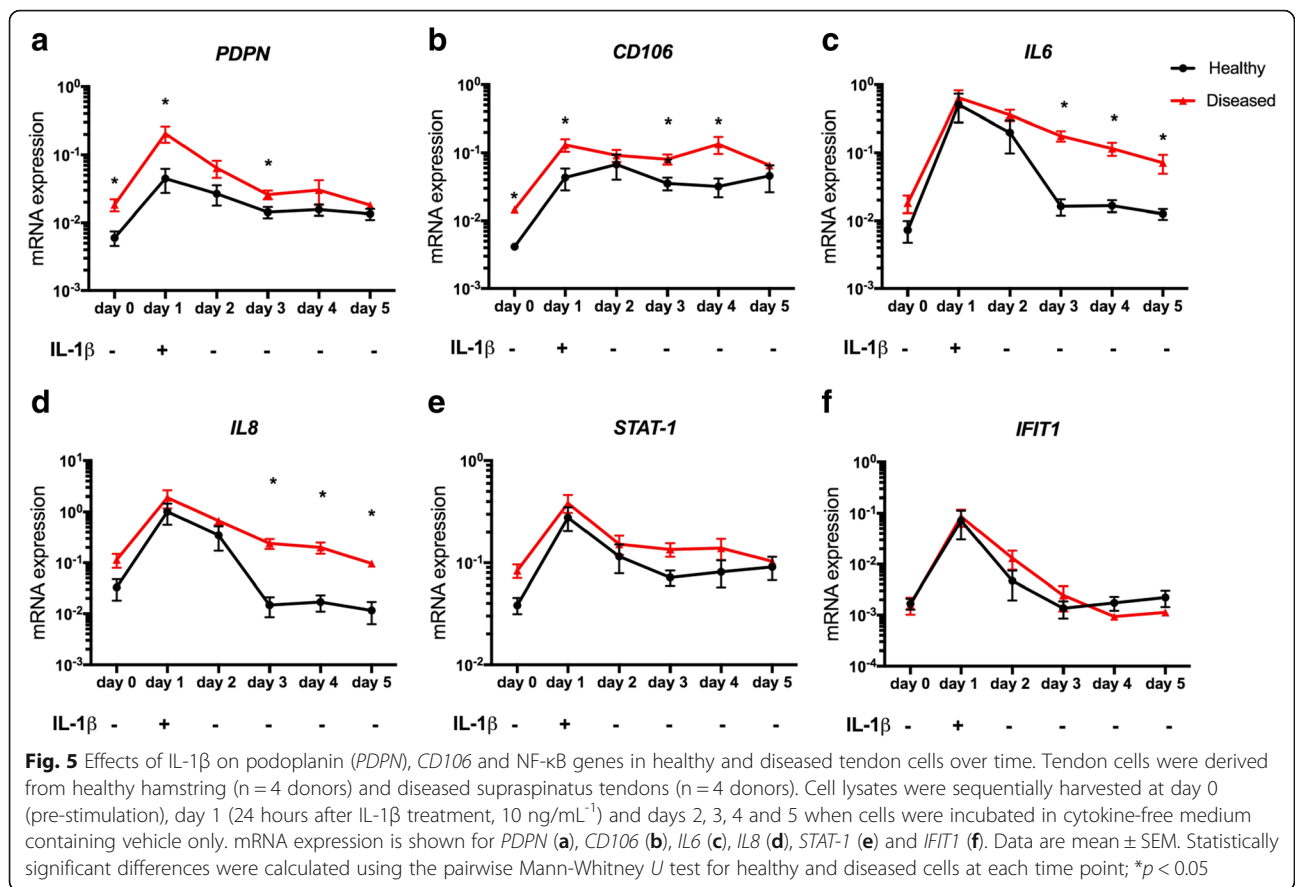 a
PDPN
mRNA expression
10⁰
10⁻¹
10⁻²
10⁻³
* * *
day 0 day 1 day 2 day 3 day 4 day 5
IL-1β - + - - - -
b
CD106
mRNA expression
10⁰
10⁻¹
10⁻²
10⁻³
* * * *
day 0 day 1 day 2 day 3 day 4 day 5
IL-1β - + - - - -
c
IL6
mRNA expression
10⁰
10⁻¹
10⁻²
10⁻³
* * *
day 0 day 1 day 2 day 3 day 4 day 5
IL-1β - + - - - -
Healthy
Diseased
d
IL8
mRNA expression
10¹
10⁰
10⁻¹
10⁻²
10⁻³
* * *
day 0 day 1 day 2 day 3 day 4 day 5
IL-1β - + - - - -
e
STAT-1
mRNA expression
10⁰
10⁻¹
10⁻²
day 0 day 1 day 2 day 3 day 4 day 5
IL-1β - + - - - -
f
IFIT1
mRNA expression
10⁰
10⁻¹
10⁻²
10⁻³
10⁻⁴
day 0 day 1 day 2 day 3 day 4 day 5
IL-1β - + - - - -
Fig. 5 Effects of IL-1β on podoplanin (PDPN), CD106 and NF-κB genes in healthy and diseased tendon cells over time. Tendon cells were derived
from healthy hamstring (n = 4 donors) and diseased supraspinatus tendons (n = 4 donors). Cell lysates were sequentially harvested at day 0
(pre-stimulation), day 1 (24 hours after IL-1β treatment, 10 ng/mL⁻¹) and days 2, 3, 4 and 5 when cells were incubated in cytokine-free medium
containing vehicle only. mRNA expression is shown for PDPN (a), CD106 (b), IL6 (c), IL8 (d), STAT-1 (e) and IFIT1 (f). Data are mean ± SEM. Statistically
significant differences were calculated using the pairwise Mann-Whitney U test for healthy and diseased cells at each time point; *p < 0.05